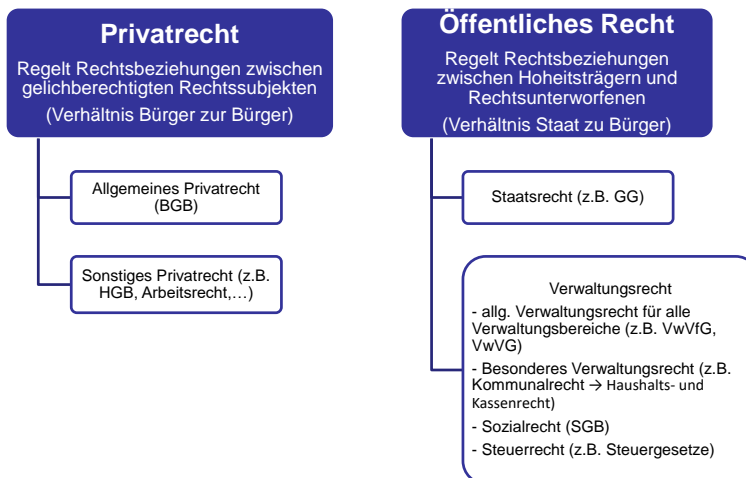 Privatrecht
Regelt Rechtsbeziehungen zwischen
gelichberechtigten Rechtssubjekten
(Verhältnis Bürger zur Bürger)
Allgemeines Privatrecht
(BGB)
Sonstiges Privatrecht (z.B.
HGB, Arbeitsrecht,…)
Öffentliches Recht
Regelt Rechtsbeziehungen
zwischen Hoheitsträgern und
Rechtsunterworfenen
(Verhältnis Staat zu Bürger)
Staatsrecht (z.B. GG)
Verwaltungsrecht
- allg. Verwaltungsrecht für alle
Verwaltungsbereiche (z.B. VwVfG,
VwVG)
- Besonderes Verwaltungsrecht (z.B.
Kommunalrecht → Haushalts- und
Kassenrecht)
- Sozialrecht (SGB)
- Steuerrecht (z.B. Steuergesetze)